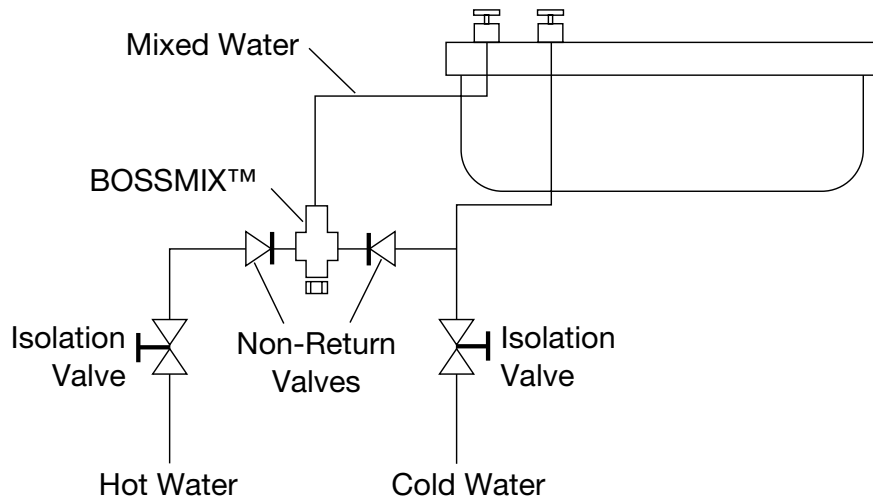 Mixed Water
BOSSMIX™
Isolation
Valve
Non-Return
Valves
Isolation
Valve
Hot Water
Cold Water